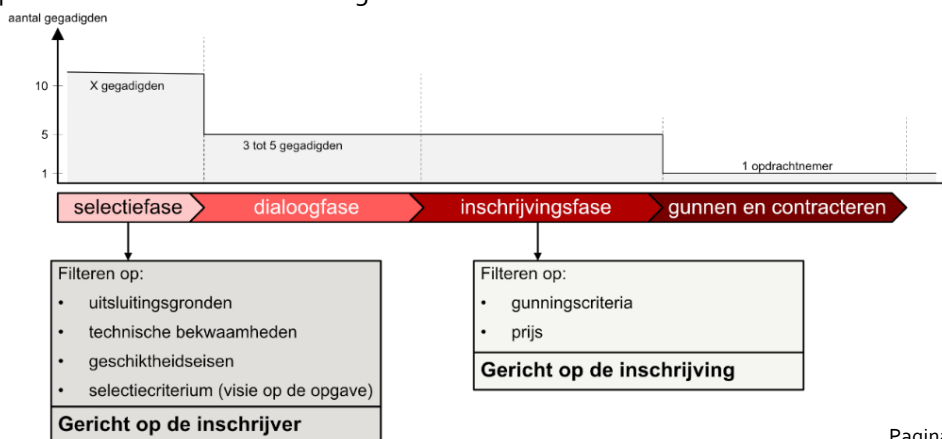 aantal gegadigden
10
X gegadigden
5
3 tot 5 gegadigden
1
1 opdrachtnemer
selectiefase
dialoogfase
inschrijvingsfase
gunnen en contracteren
Filteren op:
• uitsluitingsgronden
• technische bekwaamheden
• geschiktheidseisen
• selectiecriterium (visie op de opgave)
Gericht op de inschrijver
Filteren op:
• gunningscriteria
• prijs
Gericht op de inschrijving
Pagina